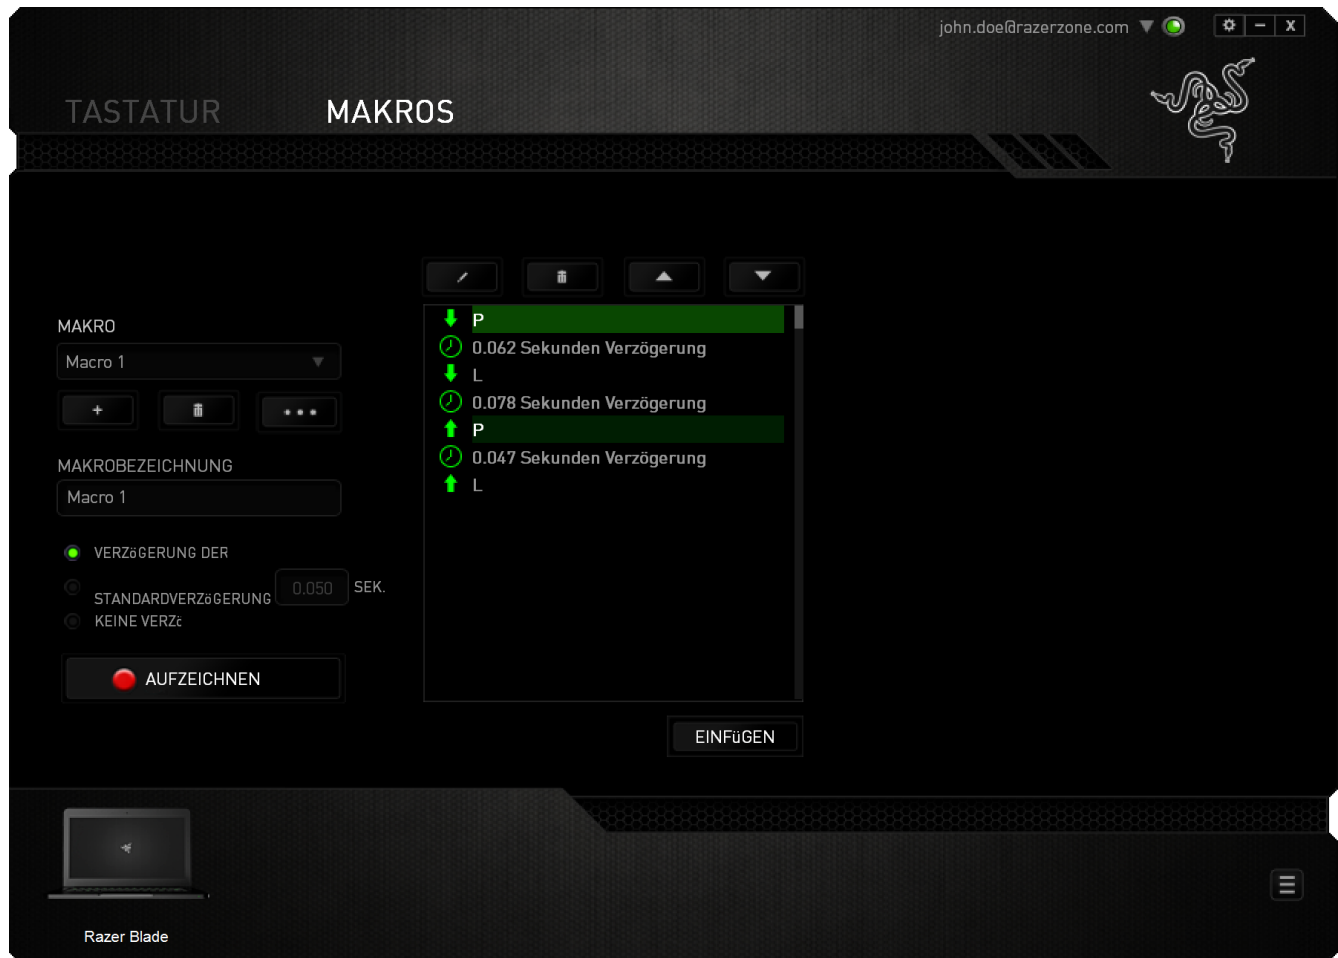 john.doe@razerzone.com
TASTATUR MAKROS
MAKRO
Macro 1
MAKROBEZEICHNUNG
Macro 1
VERZöGERUNG DER
STANDARDVERZöGERUNG 0.050 SEK.
KEINE VERZ
AUFZEICHNEN
P
0.062 Sekunden Verzögerung
L
0.078 Sekunden Verzögerung
P
0.047 Sekunden Verzögerung
L
EINFüGEN
Razer Blade